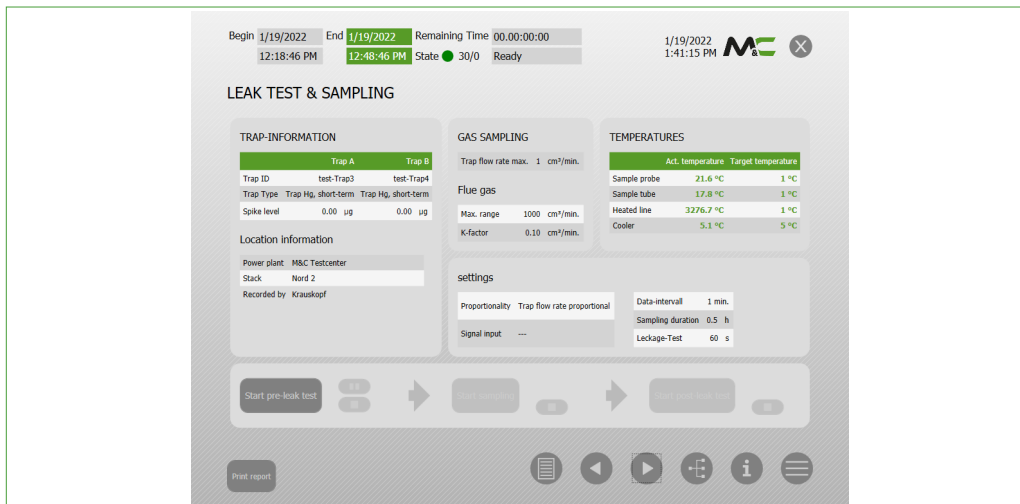 Begin 1/19/2022 End 1/19/2022 Remaining Time 00.00:00:00
12:18:46 PM 12:48:46 PM State 30/0 Ready
1/19/2022
1:41:15 PM
M&C
LEAK TEST & SAMPLING
TRAP-INFORMATION
Trap A Trap B
Trap ID test-Trap3 test-Trap4
Trap Type Trap Hg, short-term Trap Hg, short-term
Spike level 0.00 µg 0.00 µg
Location information
Power plant M&C Testcenter
Stack Nord 2
Recorded by Krauskopf
GAS SAMPLING
Trap flow rate max. 1 cm³/min.
Flue gas
Max. range 1000 cm³/min.
K-factor 0.10 cm³/min.
TEMPERATURES
Act. temperature Target temperature
Sample probe 21.6 °C 1 °C
Sample tube 17.8 °C 1 °C
Heated line 3276.7 °C 1 °C
Cooler 5.1 °C 5 °C
settings
Proportionality Trap flow rate proportional
Signal input ---
Data-intervall 1 min.
Sampling duration 0.5 h
Leckage-Test 60 s
Start pre-leak test
Start sampling
Start post-leak test
Print report